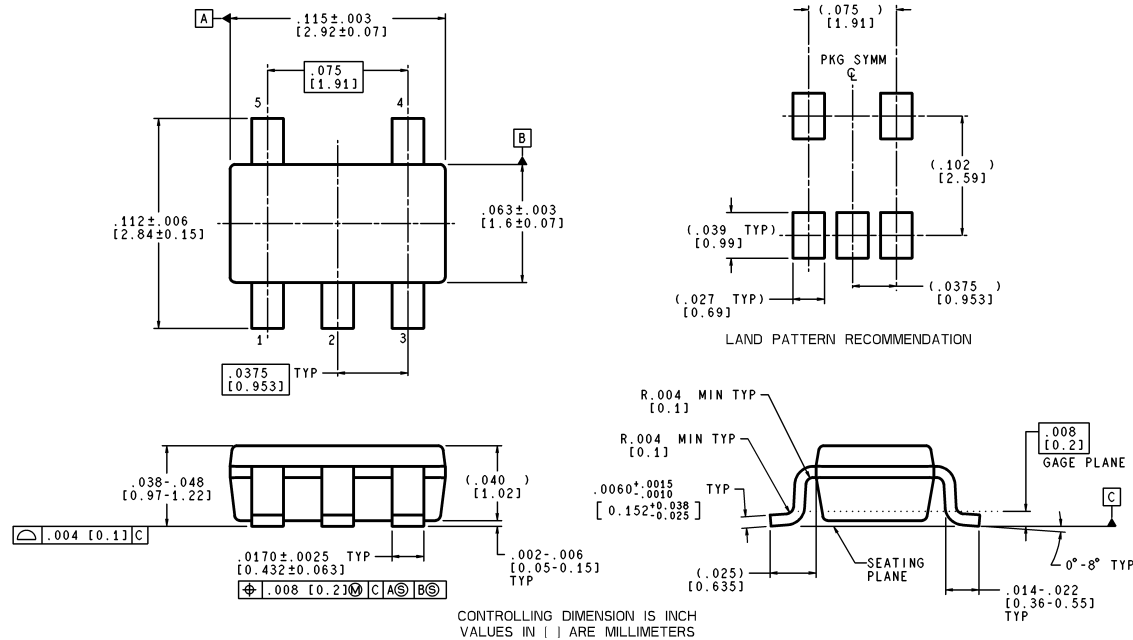 A
.115±.003
[2.92±0.07]
.075
[1.91]
5
4
B
.112±.006
[2.84±0.15]
.063±.003
[1.6±0.07]
1
2
3
.0375
[0.953]
TYP
(.075 )
[1.91]
PKG SYMM
℄
(.102 )
[2.59]
(.039 TYP)
[0.99]
(.027 TYP)
[0.69]
(.0375 )
[0.953]
LAND PATTERN RECOMMENDATION
.038-.048
[0.97-1.22]
(.040 )
[1.02]
⌓ .004 [0.1] C
.0170±.0025 TYP
[0.432±0.063]
⌖ .008 [0.2]Ⓜ C AⓈ BⓈ
.002-.006
[0.05-0.15]
TYP
R.004 MIN TYP
[0.1]
R.004 MIN TYP
[0.1]
.0060+.0015-.0010 TYP
[0.152+0.038-0.025]
.008
[0.2]
GAGE PLANE
C
SEATING
PLANE
0°-8° TYP
(.025)
[0.635]
.014-.022
[0.36-0.55]
TYP
CONTROLLING DIMENSION IS INCH
VALUES IN [ ] ARE MILLIMETERS